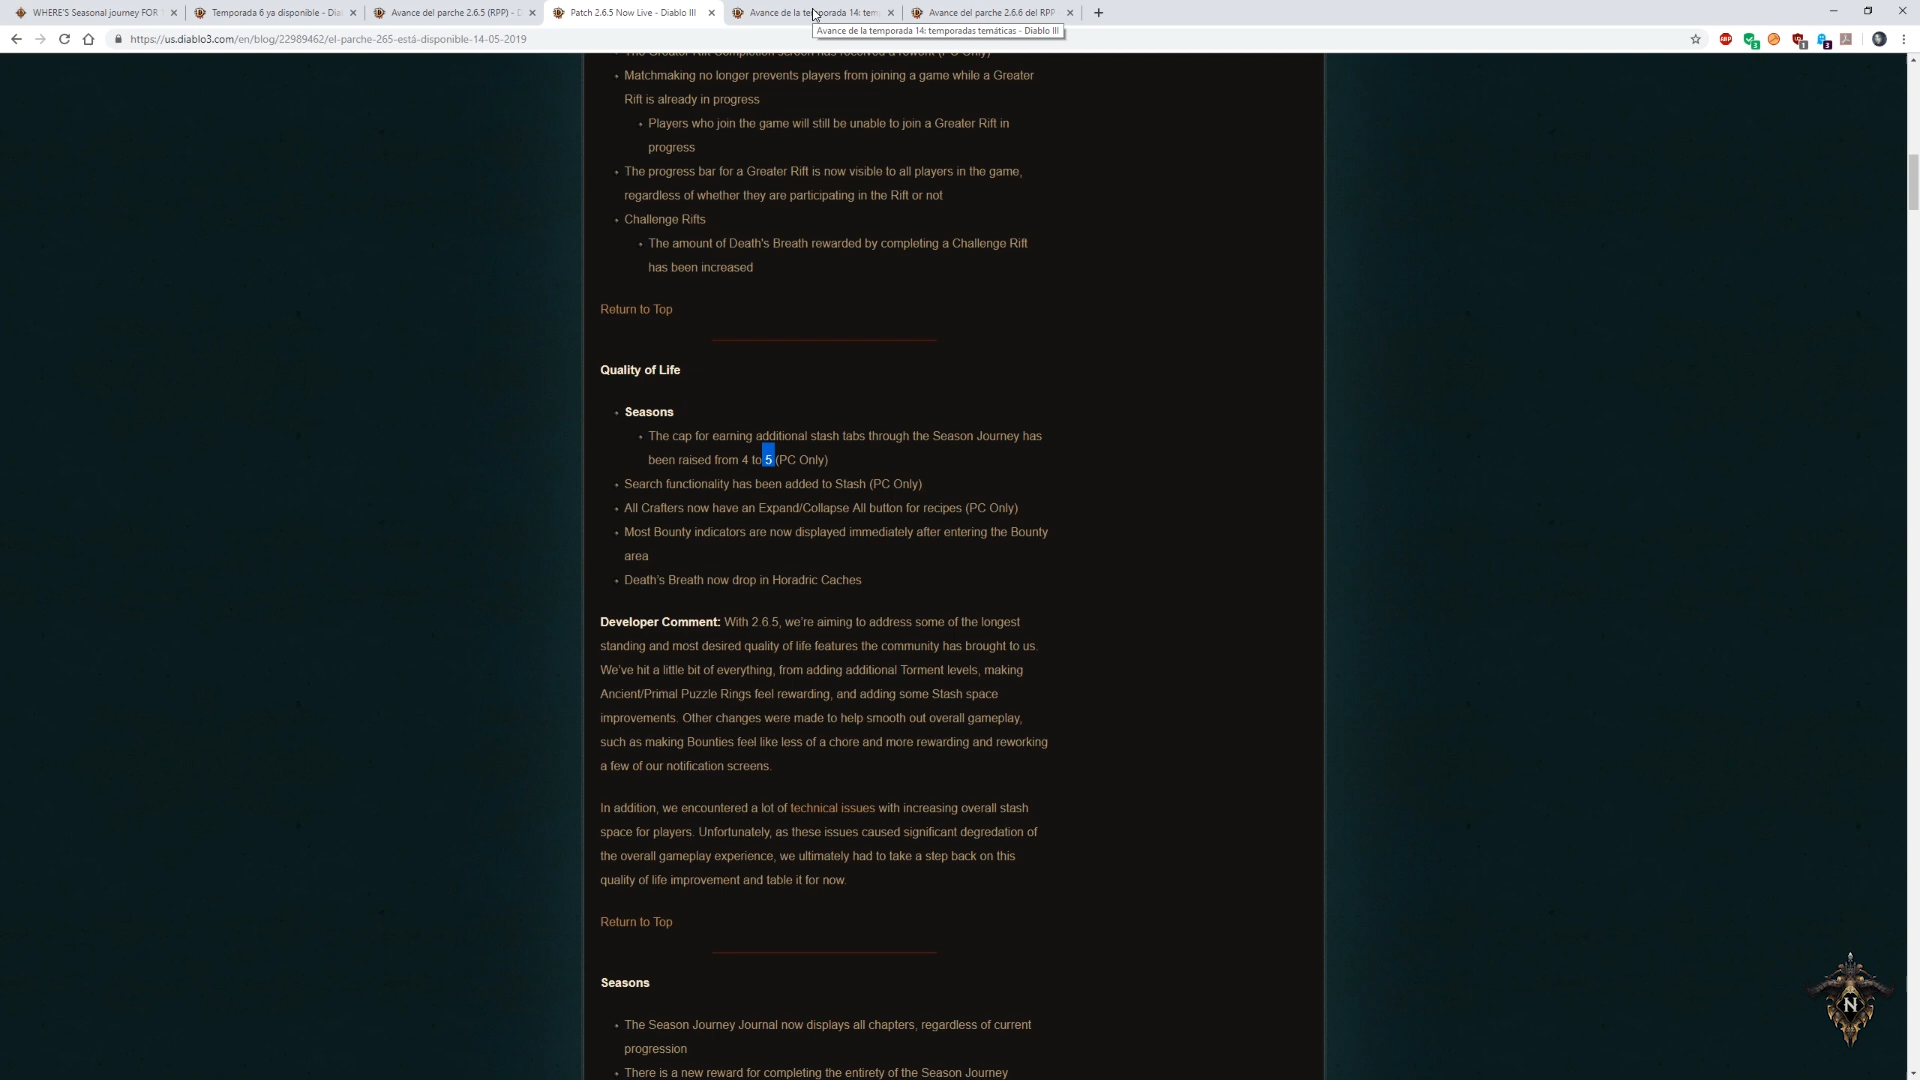 WHERE'S Seasonal journey FOR
Temporada 6 ya disponible - Dia
Avance del parche 2.6.5 (RPP) - D
Patch 2.6.5 Now Live - Diablo III
Avance de la temporada 14: tem
Avance del parche 2.6.6 del RPP
Avance de la temporada 14: temporadas temáticas - Diablo III
https://us.diablo3.com/en/blog/22989462/el-parche-265-está-disponible-14-05-2019
The Greater Rift Completion screen has received a rework (PC Only)
Matchmaking no longer prevents players from joining a game while a Greater
Rift is already in progress
Players who join the game will still be unable to join a Greater Rift in
progress
The progress bar for a Greater Rift is now visible to all players in the game,
regardless of whether they are participating in the Rift or not
Challenge Rifts
The amount of Death's Breath rewarded by completing a Challenge Rift
has been increased
Return to Top
Quality of Life
Seasons
The cap for earning additional stash tabs through the Season Journey has
been raised from 4 to 5 (PC Only)
Search functionality has been added to Stash (PC Only)
All Crafters now have an Expand/Collapse All button for recipes (PC Only)
Most Bounty indicators are now displayed immediately after entering the Bounty
area
Death's Breath now drop in Horadric Caches
Developer Comment: With 2.6.5, we're aiming to address some of the longest
standing and most desired quality of life features the community has brought to us.
We've hit a little bit of everything, from adding additional Torment levels, making
Ancient/Primal Puzzle Rings feel rewarding, and adding some Stash space
improvements. Other changes were made to help smooth out overall gameplay,
such as making Bounties feel like less of a chore and more rewarding and reworking
a few of our notification screens.
In addition, we encountered a lot of technical issues with increasing overall stash
space for players. Unfortunately, as these issues caused significant degredation of
the overall gameplay experience, we ultimately had to take a step back on this
quality of life improvement and table it for now.
Return to Top
N
Seasons
The Season Journey Journal now displays all chapters, regardless of current
progression
There is a new reward for completing the entirety of the Season Journey